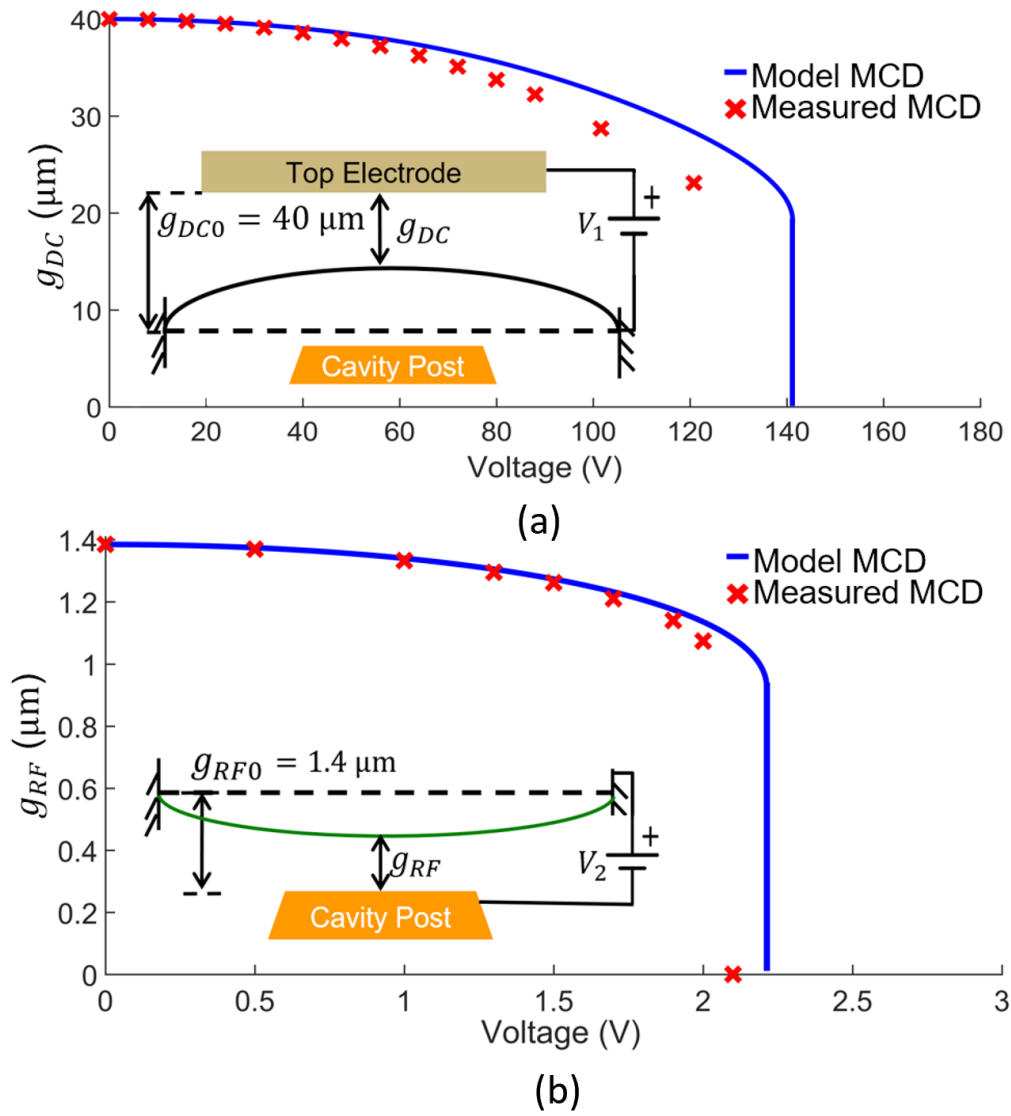 40
30
20
10
0
g_DC (μm)
Model MCD
Measured MCD
Top Electrode
g_DC0 = 40 μm
g_DC
V_1
+
Cavity Post
0 20 40 60 80 100 120 140 160 180
Voltage (V)
(a)
1.4
1.2
1
0.8
0.6
0.4
0.2
0
g_RF (μm)
Model MCD
Measured MCD
g_RF0 = 1.4 μm
g_RF
V_2
+
Cavity Post
0 0.5 1 1.5 2 2.5 3
Voltage (V)
(b)